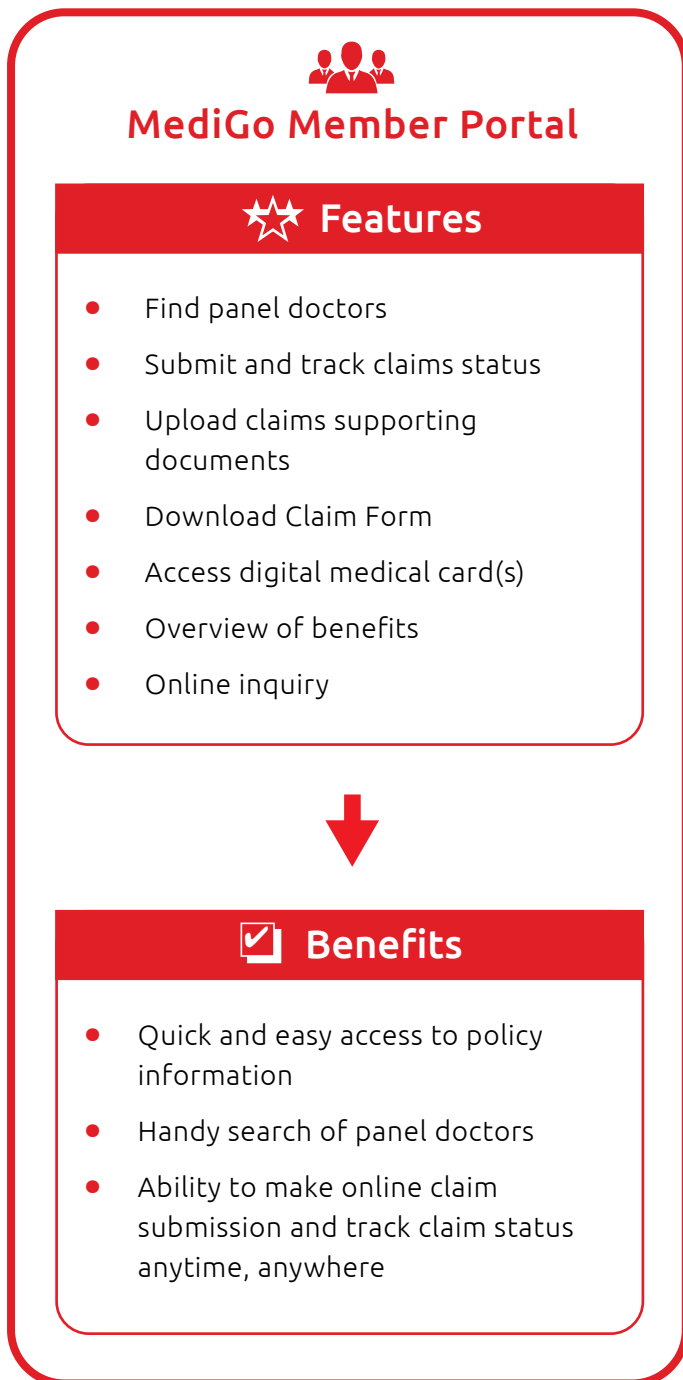 MediGo Member Portal
Features
• Find panel doctors
• Submit and track claims status
• Upload claims supporting
documents
• Download Claim Form
• Access digital medical card(s)
• Overview of benefits
• Online inquiry
Benefits
• Quick and easy access to policy
information
• Handy search of panel doctors
• Ability to make online claim
submission and track claim status
anytime, anywhere